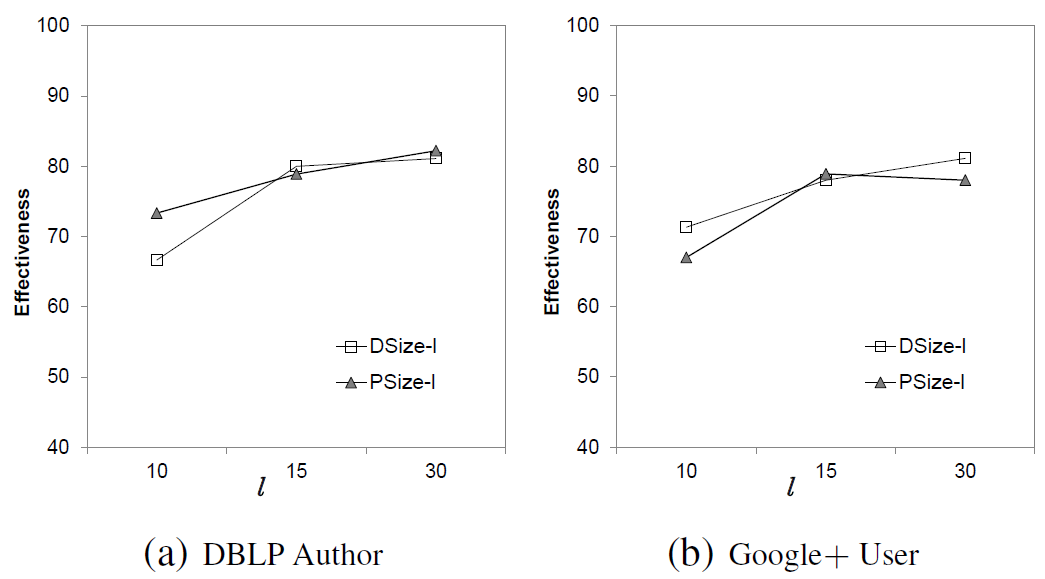 100
90
80
70
60
50
40
Effectiveness
DSize-l
PSize-l
10 15 30
l
(a) DBLP Author
100
90
80
70
60
50
40
Effectiveness
DSize-l
PSize-l
10 15 30
l
(b) Google+ User